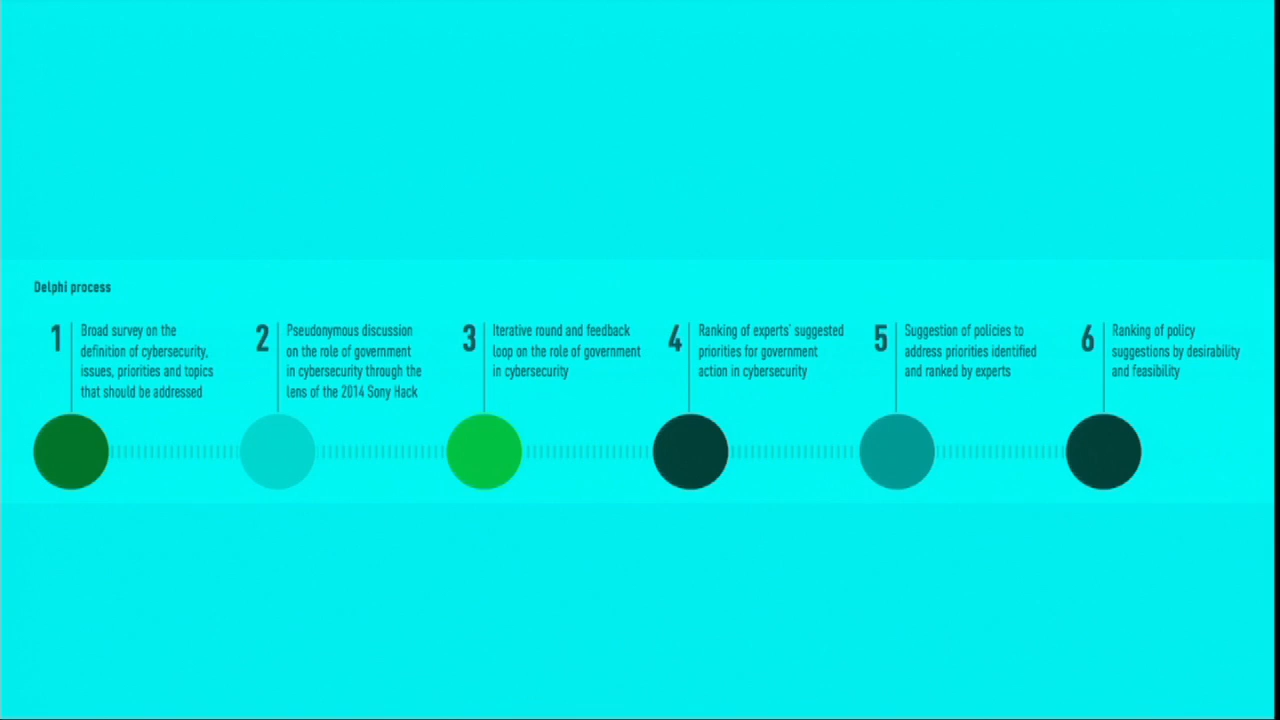 Delphi process
1
Broad survey on the
definition of cybersecurity,
issues, priorities and topics
that should be addressed
2
Pseudonymous discussion
on the role of government
in cybersecurity through the
lens of the 2014 Sony Hack
3
Iterative round and feedback
loop on the role of government
in cybersecurity
4
Ranking of experts' suggested
priorities for government
action in cybersecurity
5
Suggestion of policies to
address priorities identified
and ranked by experts
6
Ranking of policy
suggestions by desirability
and feasibility